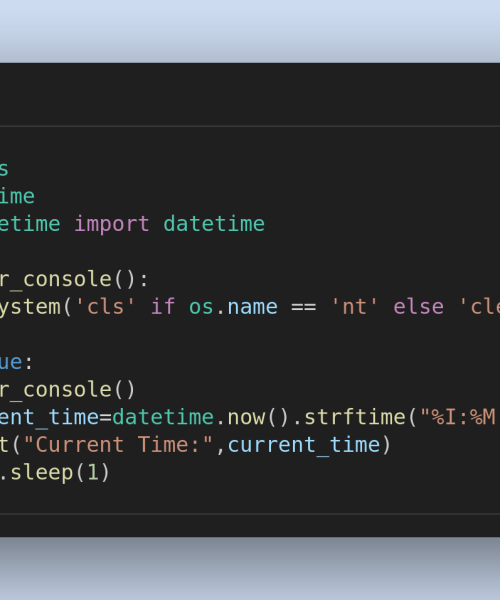 s
ime
etime import datetime
r_console():
ystem('cls' if os.name == 'nt' else 'cle
ue:
r_console()
ent_time=datetime.now().strftime("%I:%M
t("Current Time:",current_time)
.sleep(1)